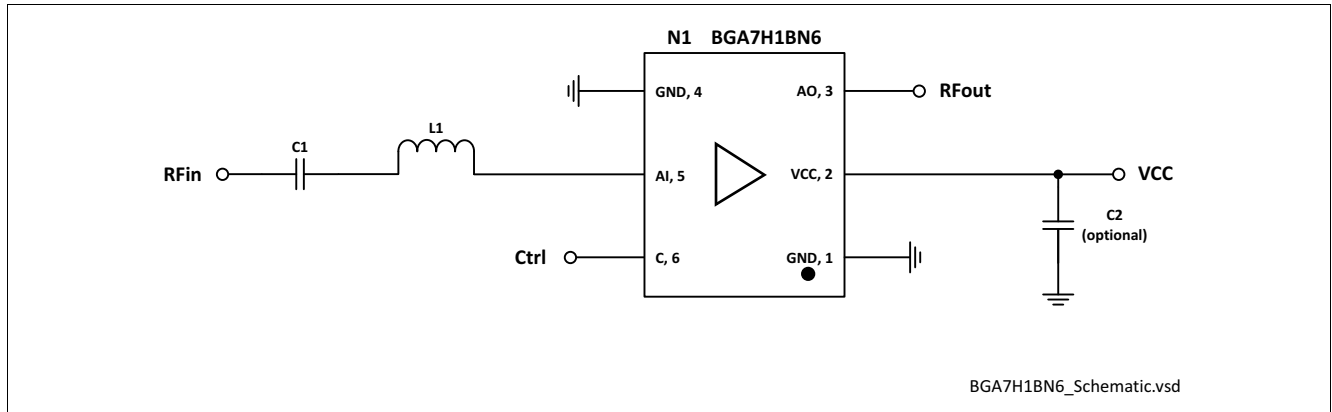 N1 BGA7H1BN6
GND, 4
AO, 3
RFout
C1
L1
RFin
AI, 5
VCC, 2
VCC
C2
(optional)
Ctrl
C, 6
GND, 1
BGA7H1BN6_Schematic.vsd